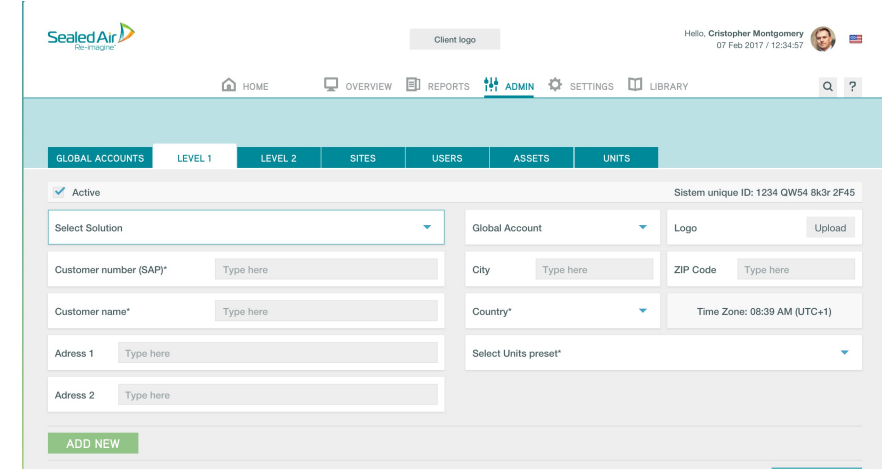 Sealed Air
Re-imagine™
Client logo
Hello, Cristopher Montgomery
07 Feb 2017 / 12:34:57
HOME OVERVIEW REPORTS ADMIN SETTINGS LIBRARY ?
GLOBAL ACCOUNTS LEVEL 1 LEVEL 2 SITES USERS ASSETS UNITS
Active Sistem unique ID: 1234 QW54 8k3r 2F45
Select Solution Global Account Logo Upload
Customer number (SAP)* Type here City Type here ZIP Code Type here
Customer name* Type here Country* Time Zone: 08:39 AM (UTC+1)
Adress 1 Type here Select Units preset*
Adress 2 Type here
ADD NEW